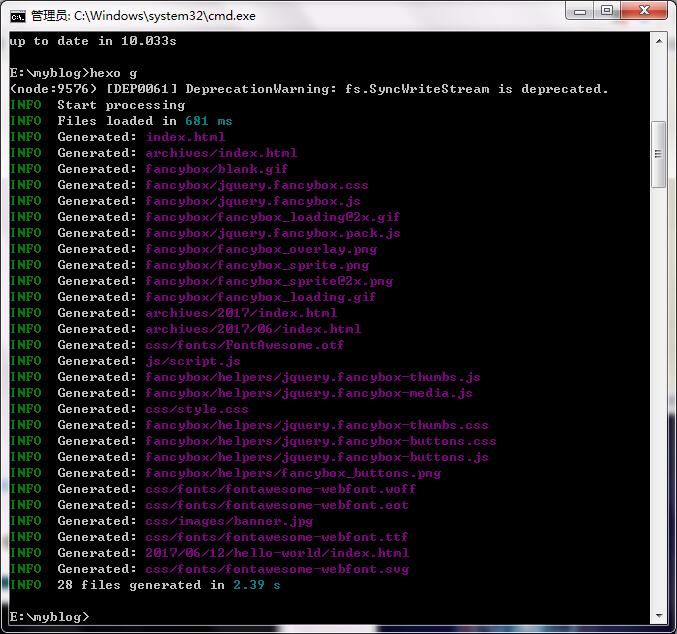 管理员: C:\Windows\system32\cmd.exe
up to date in 10.033s
E:\myblog>hexo g
(node:9576) [DEP0061] DeprecationWarning: fs.SyncWriteStream is deprecated.
INFO  Start processing
INFO  Files loaded in 681 ms
INFO  Generated: index.html
INFO  Generated: archives/index.html
INFO  Generated: fancybox/blank.gif
INFO  Generated: fancybox/jquery.fancybox.css
INFO  Generated: fancybox/jquery.fancybox.js
INFO  Generated: fancybox/fancybox_loading@2x.gif
INFO  Generated: fancybox/jquery.fancybox.pack.js
INFO  Generated: fancybox/fancybox_overlay.png
INFO  Generated: fancybox/fancybox_sprite.png
INFO  Generated: fancybox/fancybox_sprite@2x.png
INFO  Generated: fancybox/fancybox_loading.gif
INFO  Generated: archives/2017/index.html
INFO  Generated: archives/2017/06/index.html
INFO  Generated: css/fonts/FontAwesome.otf
INFO  Generated: js/script.js
INFO  Generated: fancybox/helpers/jquery.fancybox-thumbs.js
INFO  Generated: fancybox/helpers/jquery.fancybox-media.js
INFO  Generated: css/style.css
INFO  Generated: fancybox/helpers/jquery.fancybox-thumbs.css
INFO  Generated: fancybox/helpers/jquery.fancybox-buttons.css
INFO  Generated: fancybox/helpers/jquery.fancybox-buttons.js
INFO  Generated: fancybox/helpers/fancybox_buttons.png
INFO  Generated: css/fonts/fontawesome-webfont.woff
INFO  Generated: css/fonts/fontawesome-webfont.eot
INFO  Generated: css/images/banner.jpg
INFO  Generated: css/fonts/fontawesome-webfont.ttf
INFO  Generated: 2017/06/12/hello-world/index.html
INFO  Generated: css/fonts/fontawesome-webfont.svg
INFO  28 files generated in 2.39 s
E:\myblog>